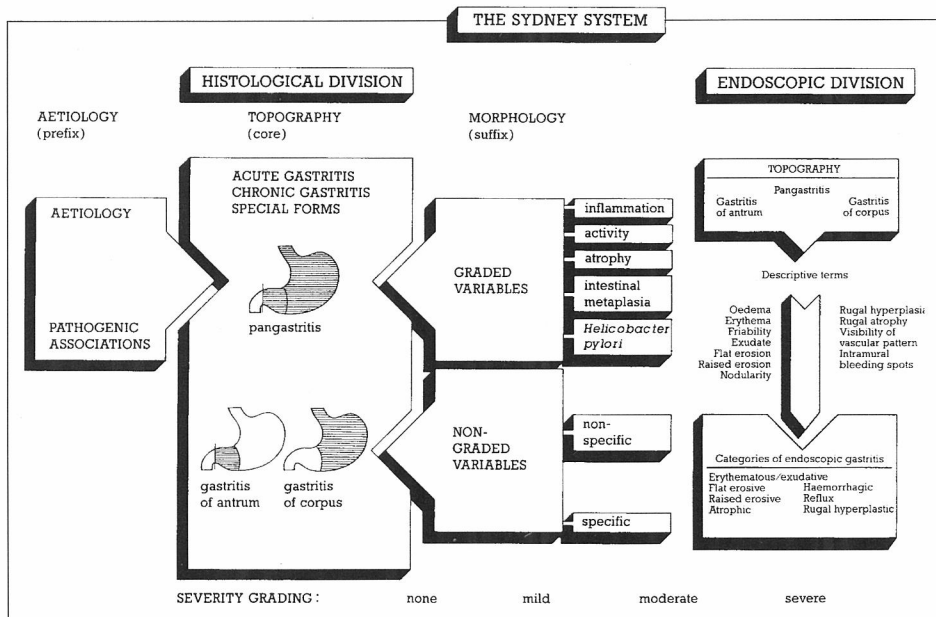 THE SYDNEY SYSTEM
HISTOLOGICAL DIVISION
ENDOSCOPIC DIVISION
AETIOLOGY
(prefix)
TOPOGRAPHY
(core)
MORPHOLOGY
(suffix)
AETIOLOGY
PATHOGENIC
ASSOCIATIONS
ACUTE GASTRITIS
CHRONIC GASTRITIS
SPECIAL FORMS
pangastritis
gastritis
of antrum
gastritis
of corpus
GRADED
VARIABLES
inflammation
activity
atrophy
intestinal
metaplasia
Helicobacter
pylori
NON-
GRADED
VARIABLES
non-
specific
specific
TOPOGRAPHY
Pangastritis
Gastritis
of antrum
Gastritis
of corpus
Descriptive terms
Oedema
Erythema
Friability
Exudate
Flat erosion
Raised erosion
Nodularity
Rugal hyperplasia
Rugal atrophy
Visibility of
vascular pattern
Intramural
bleeding spots
Categories of endoscopic gastritis
Erythematous/exudative
Flat erosive
Raised erosive
Atrophic
Haemorrhagic
Reflux
Rugal hyperplastic
SEVERITY GRADING: none mild moderate severe